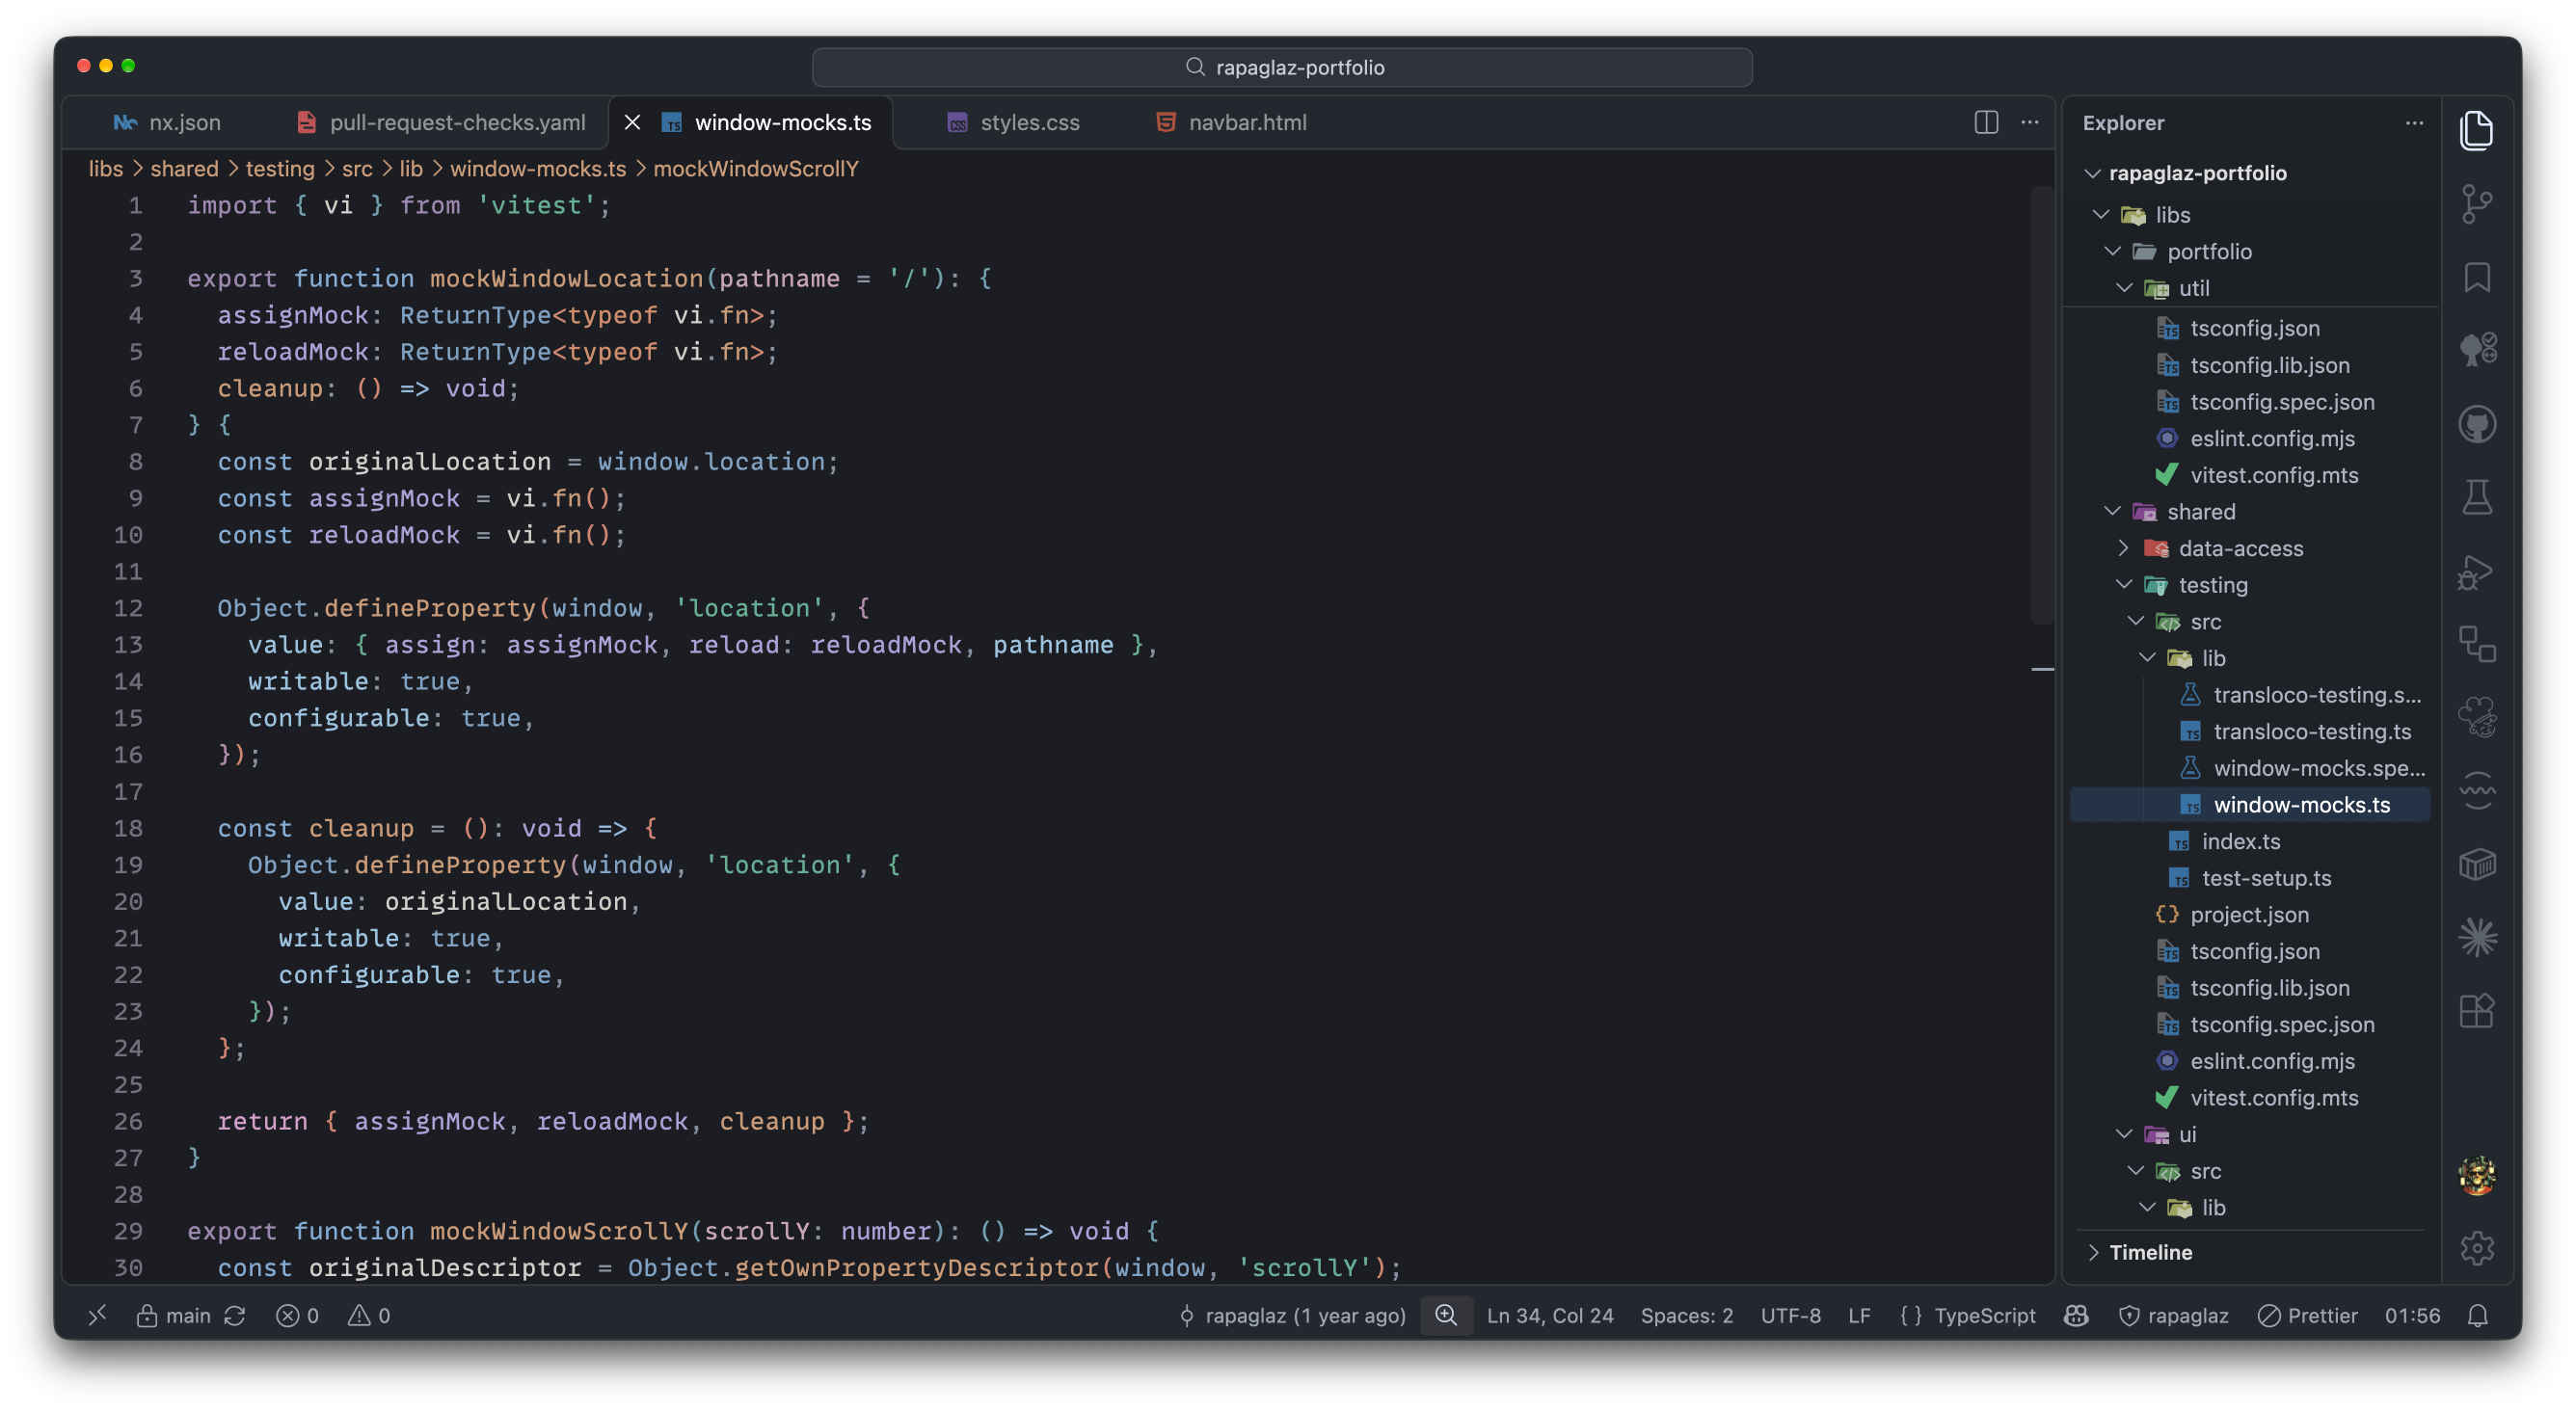 rapaglaz-portfolio
nx.json
pull-request-checks.yaml
window-mocks.ts
styles.css
navbar.html
libs > shared > testing > src > lib > window-mocks.ts > mockWindowScrollY
1 import { vi } from 'vitest';
2
3 export function mockWindowLocation(pathname = '/'): {
4   assignMock: ReturnType<typeof vi.fn>;
5   reloadMock: ReturnType<typeof vi.fn>;
6   cleanup: () => void;
7 } {
8   const originalLocation = window.location;
9   const assignMock = vi.fn();
10   const reloadMock = vi.fn();
11
12   Object.defineProperty(window, 'location', {
13     value: { assign: assignMock, reload: reloadMock, pathname },
14     writable: true,
15     configurable: true,
16   });
17
18   const cleanup = (): void => {
19     Object.defineProperty(window, 'location', {
20       value: originalLocation,
21       writable: true,
22       configurable: true,
23     });
24   };
25
26   return { assignMock, reloadMock, cleanup };
27 }
28
29 export function mockWindowScrollY(scrollY: number): () => void {
30   const originalDescriptor = Object.getOwnPropertyDescriptor(window, 'scrollY');
Explorer
rapaglaz-portfolio
libs
portfolio
util
tsconfig.json
tsconfig.lib.json
tsconfig.spec.json
eslint.config.mjs
vitest.config.mts
shared
data-access
testing
src
lib
transloco-testing.s...
transloco-testing.ts
window-mocks.spe...
window-mocks.ts
index.ts
test-setup.ts
project.json
tsconfig.json
tsconfig.lib.json
tsconfig.spec.json
eslint.config.mjs
vitest.config.mts
ui
src
lib
Timeline
main 0 0 rapaglaz (1 year ago) Ln 34, Col 24 Spaces: 2 UTF-8 LF {} TypeScript rapaglaz Prettier 01:56